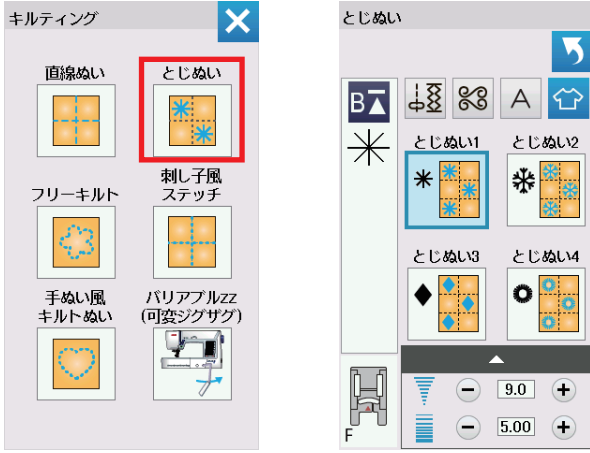 キルティング
直線ぬい
とじぬい
フリーキルト
刺し子風
ステッチ
手ぬい風
キルトぬい
バリアブルZZ
(可変ジグザグ)
とじぬい
B
A
とじぬい1
とじぬい2
とじぬい3
とじぬい4
9.0
5.00
F